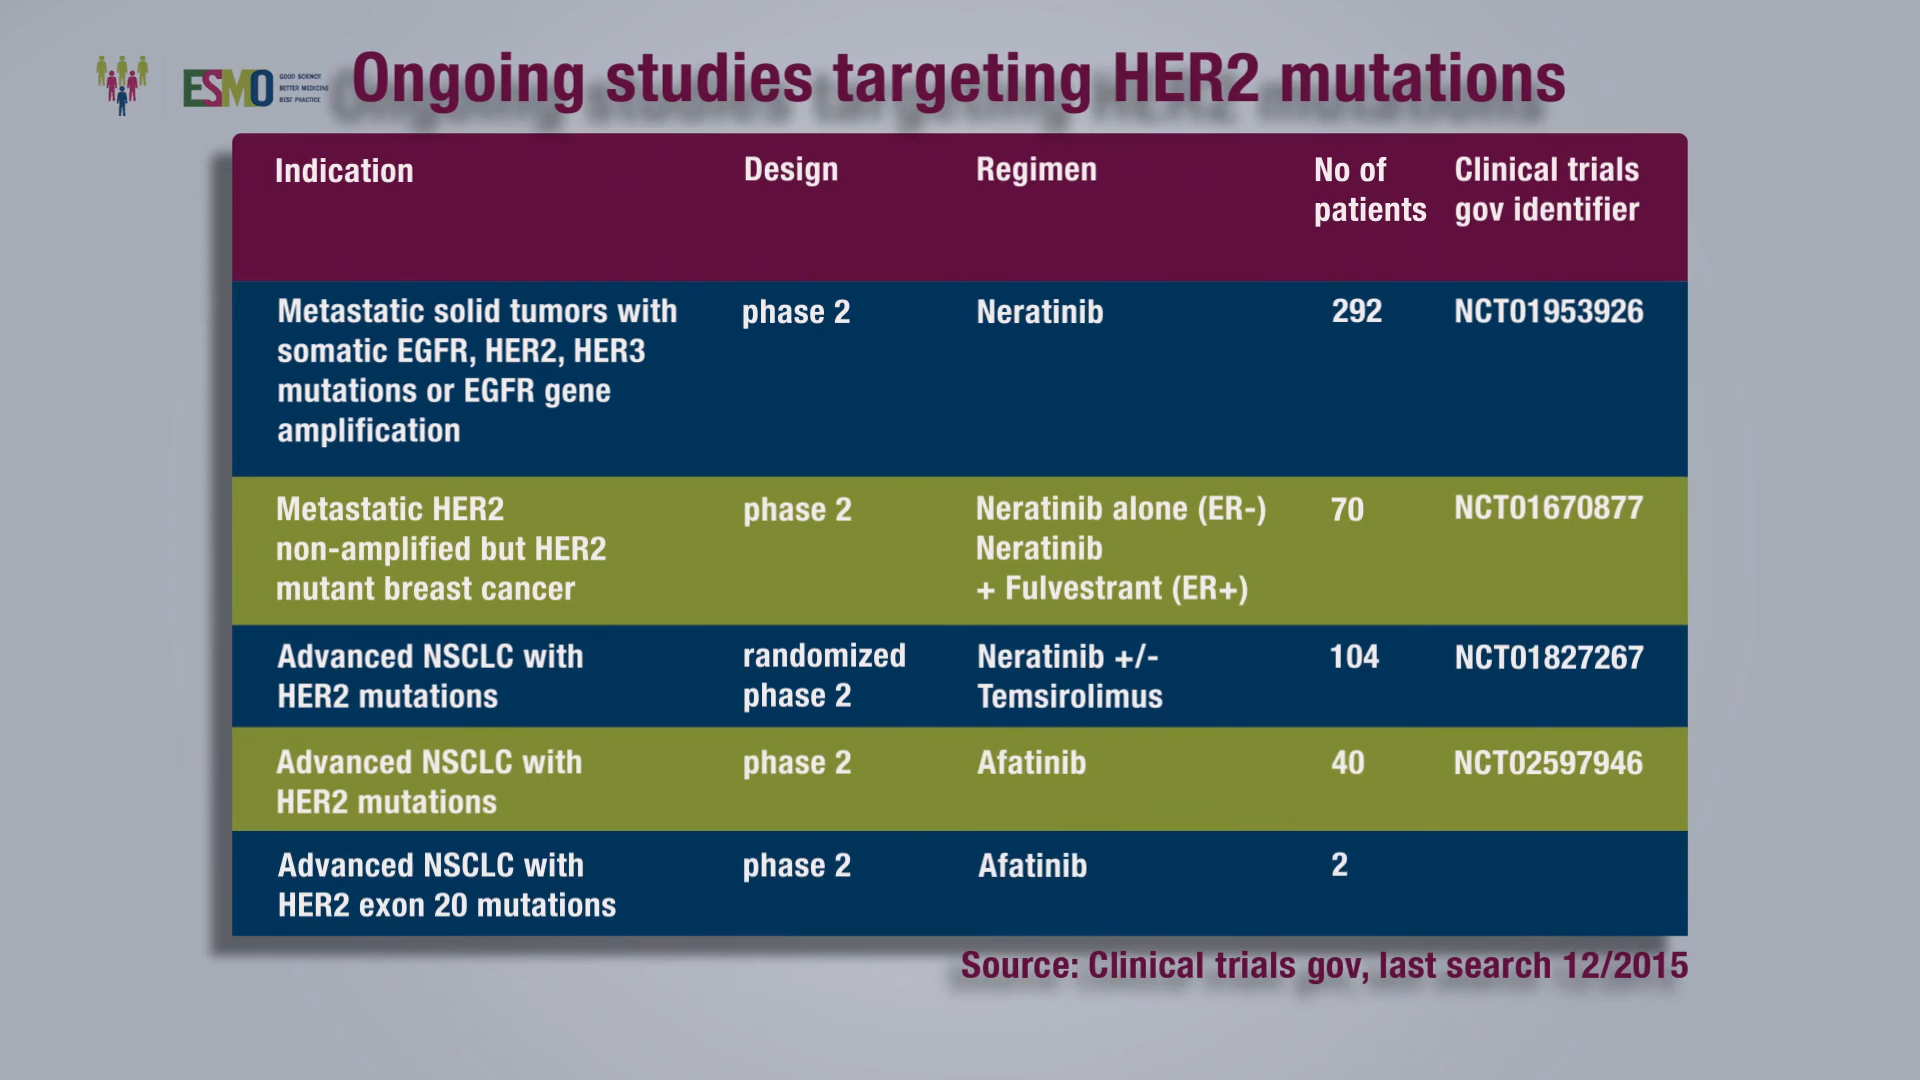 ESMO
GOOD SCIENCE
BETTER MEDICINE
BEST PRACTICE
Ongoing studies targeting HER2 mutations
Indication
Design
Regimen
No of
patients
Clinical trials
gov identifier
Metastatic solid tumors with
somatic EGFR, HER2, HER3
mutations or EGFR gene
amplification
phase 2
Neratinib
292
NCT01953926
Metastatic HER2
non-amplified but HER2
mutant breast cancer
phase 2
Neratinib alone (ER-)
Neratinib
+ Fulvestrant (ER+)
70
NCT01670877
Advanced NSCLC with
HER2 mutations
randomized
phase 2
Neratinib +/-
Temsirolimus
104
NCT01827267
Advanced NSCLC with
HER2 mutations
phase 2
Afatinib
40
NCT02597946
Advanced NSCLC with
HER2 exon 20 mutations
phase 2
Afatinib
2
Source: Clinical trials gov, last search 12/2015